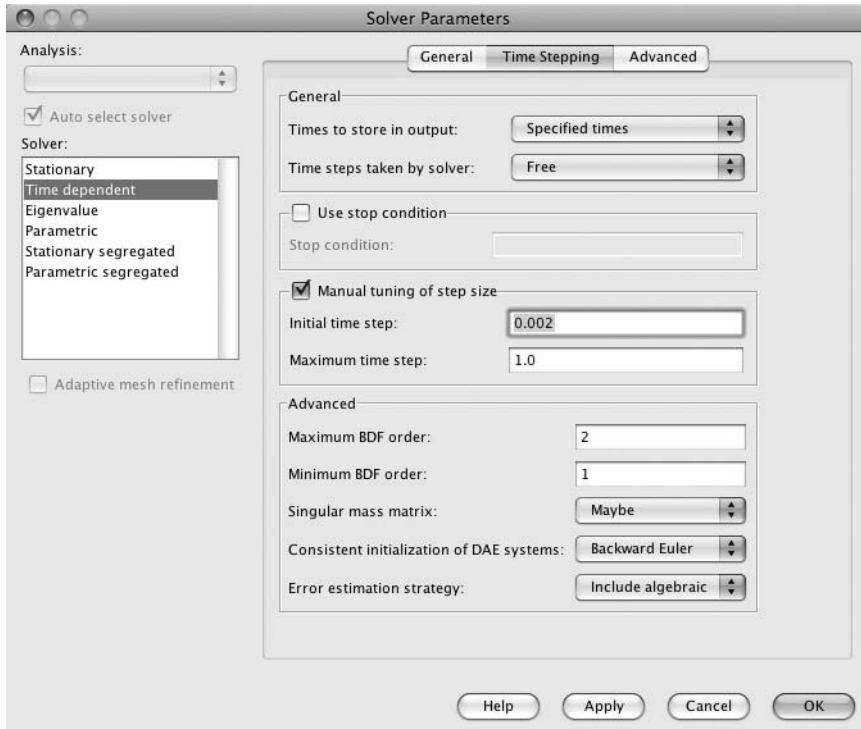 Solver Parameters
Analysis:
Auto select solver
Solver:
Stationary
Time dependent
Eigenvalue
Parametric
Stationary segregated
Parametric segregated
Adaptive mesh refinement
General Time Stepping Advanced
General
Times to store in output: Specified times
Time steps taken by solver: Free
Use stop condition
Stop condition:
Manual tuning of step size
Initial time step: 0.002
Maximum time step: 1.0
Advanced
Maximum BDF order: 2
Minimum BDF order: 1
Singular mass matrix: Maybe
Consistent initialization of DAE systems: Backward Euler
Error estimation strategy: Include algebraic
Help Apply Cancel OK